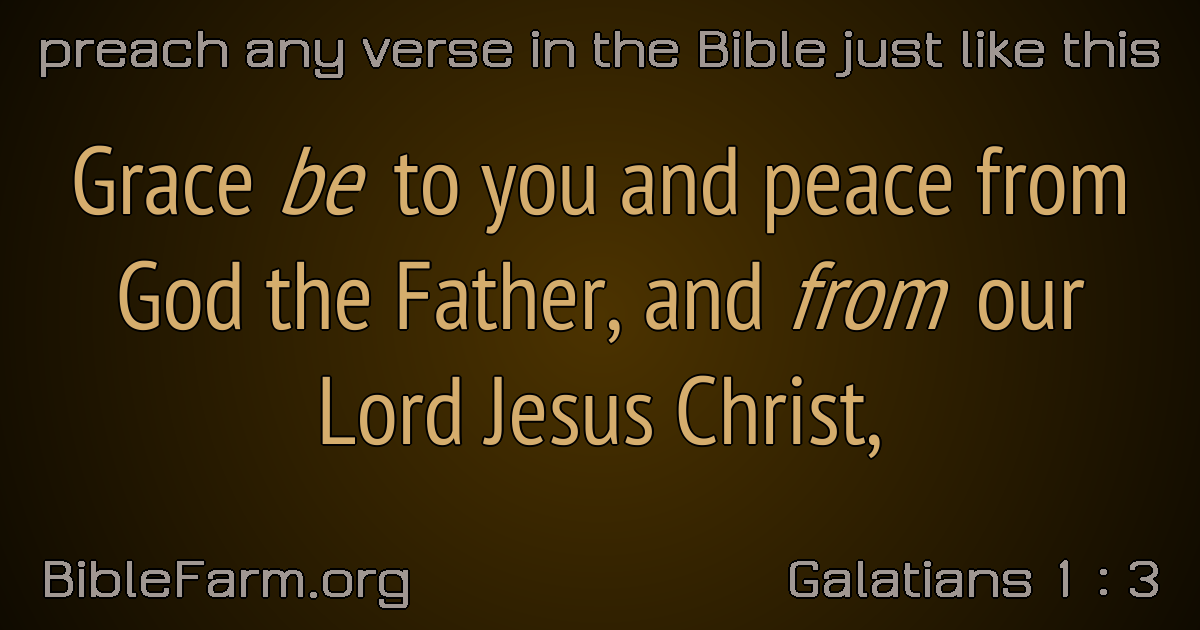 preach any verse in the Bible just like this
Grace be to you and peace from
God the Father, and from our
Lord Jesus Christ,
BibleFarm.org
Galatians 1 : 3